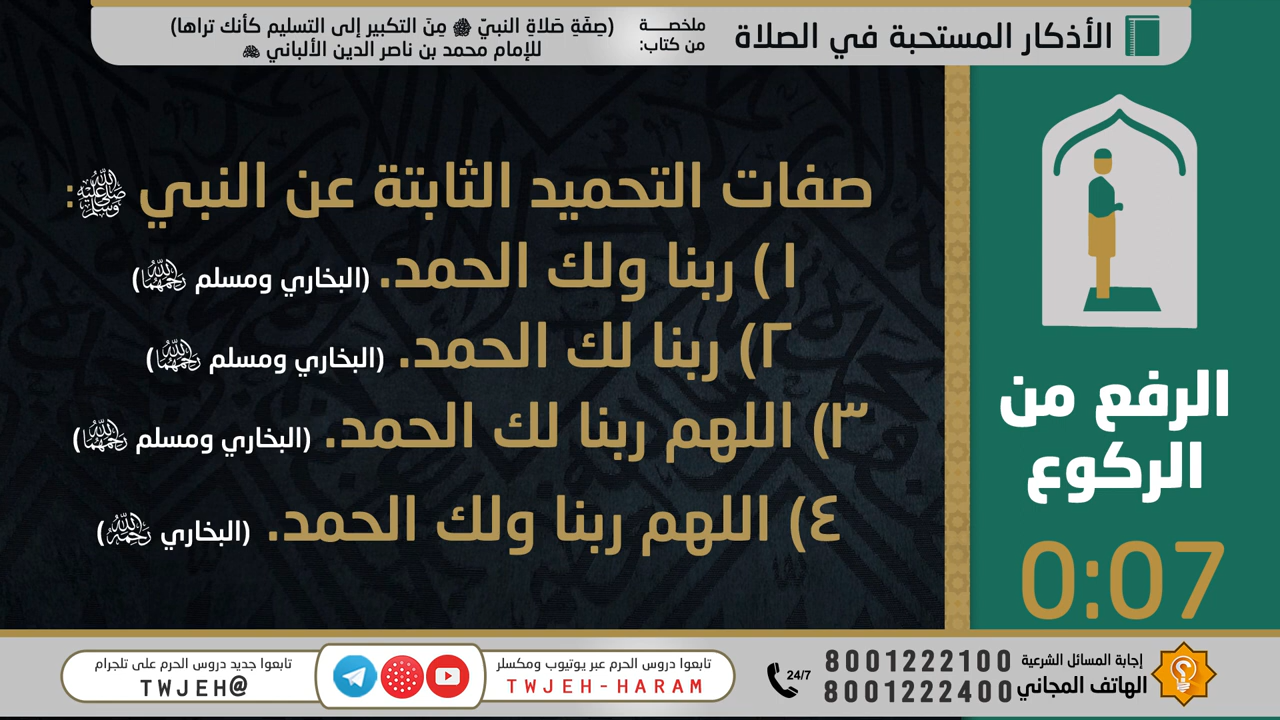 الأذكار المستحبة في الصلاة
ملخصة
من كتاب:
(صِفَةِ صَلاةِ النبيّ ﷺ مِنَ التكبير إلى التسليم كأنك تراها)
للإمام محمد بن ناصر الدين الألباني
صفات التحميد الثابتة عن النبي ﷺ:
١) ربنا ولك الحمد. (البخاري ومسلم رحمهما الله)
٢) ربنا لك الحمد. (البخاري ومسلم رحمهما الله)
٣) اللهم ربنا لك الحمد. (البخاري ومسلم رحمهما الله)
٤) اللهم ربنا ولك الحمد. (البخاري رحمه الله)
الرفع من
الركوع
0:07
إجابة المسائل الشرعية
الهاتف المجاني
8001222100
8001222400
24/7
تابعوا دروس الحرم عبر يوتيوب ومكسلر
TWJEH-HARAM
تابعوا جديد دروس الحرم على تلجرام
TWJEH@